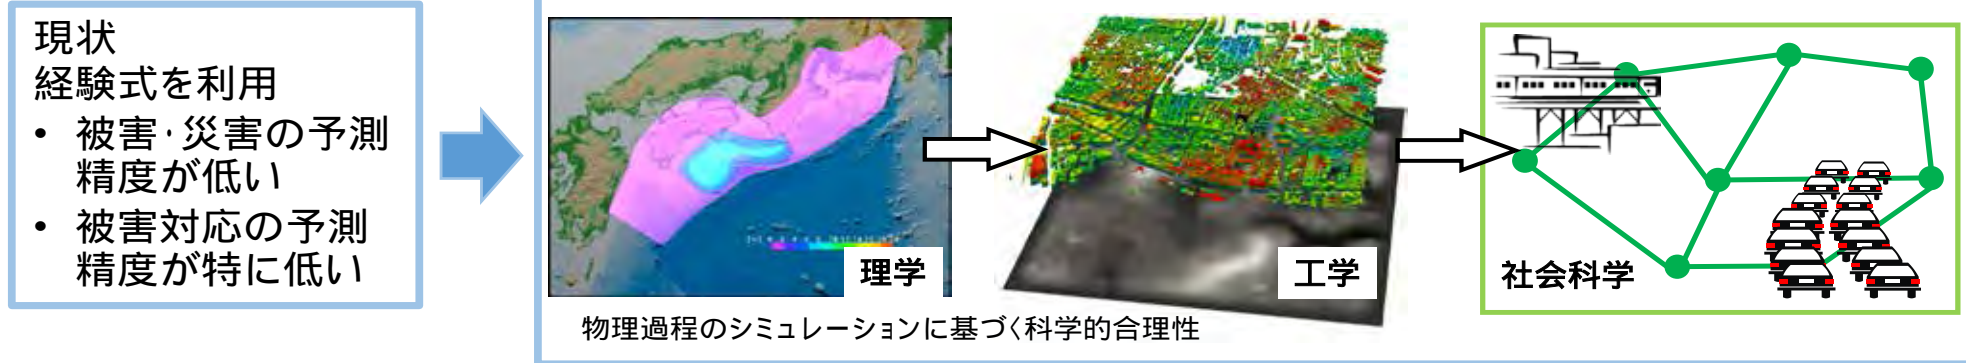 現状
経験式を利用
• 被害・災害の予測
精度が低い
• 被害対応の予測
精度が特に低い
理学
工学
社会科学
物理過程のシミュレーションに基づく科学的合理性